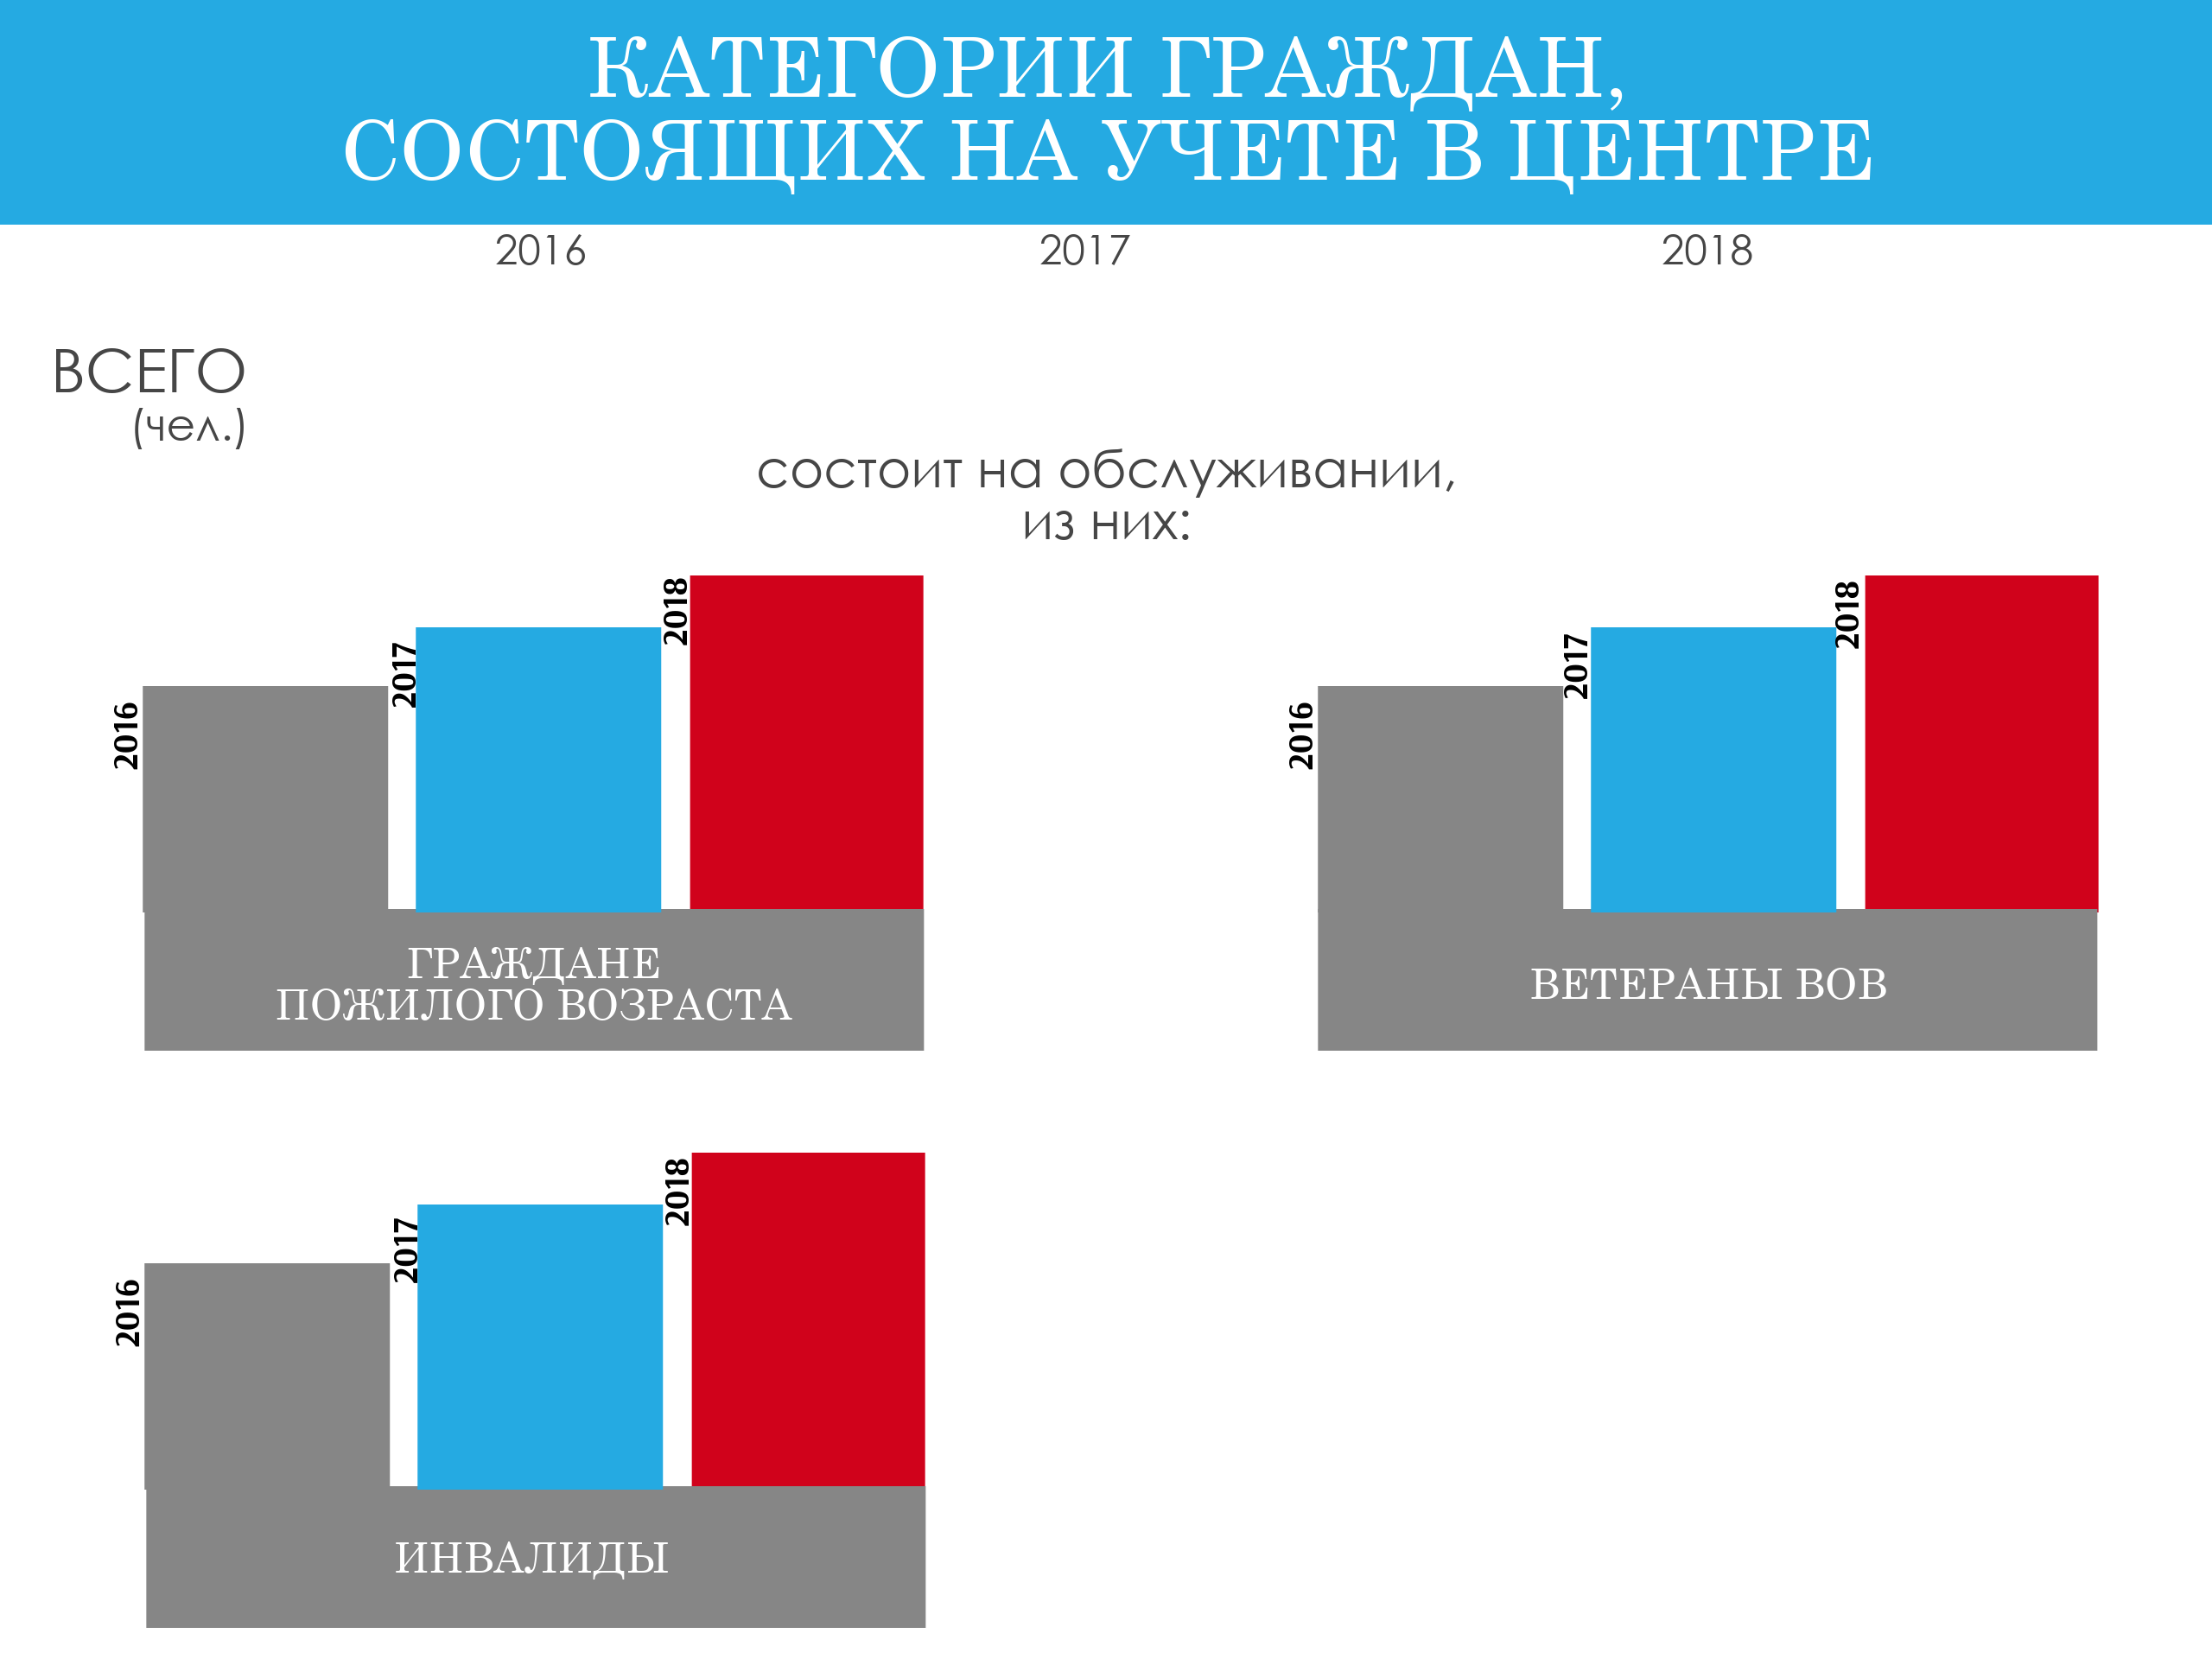 КАТЕГОРИИ ГРАЖДАН,
СОСТОЯЩИХ НА УЧЕТЕ В ЦЕНТРЕ
2016 2017 2018
ВСЕГО
(чел.)
состоит на обслуживании,
из них:
2016 2017 2018
ГРАЖДАНЕ
ПОЖИЛОГО ВОЗРАСТА
2016 2017 2018
ВЕТЕРАНЫ ВОВ
2016 2017 2018
ИНВАЛИДЫ